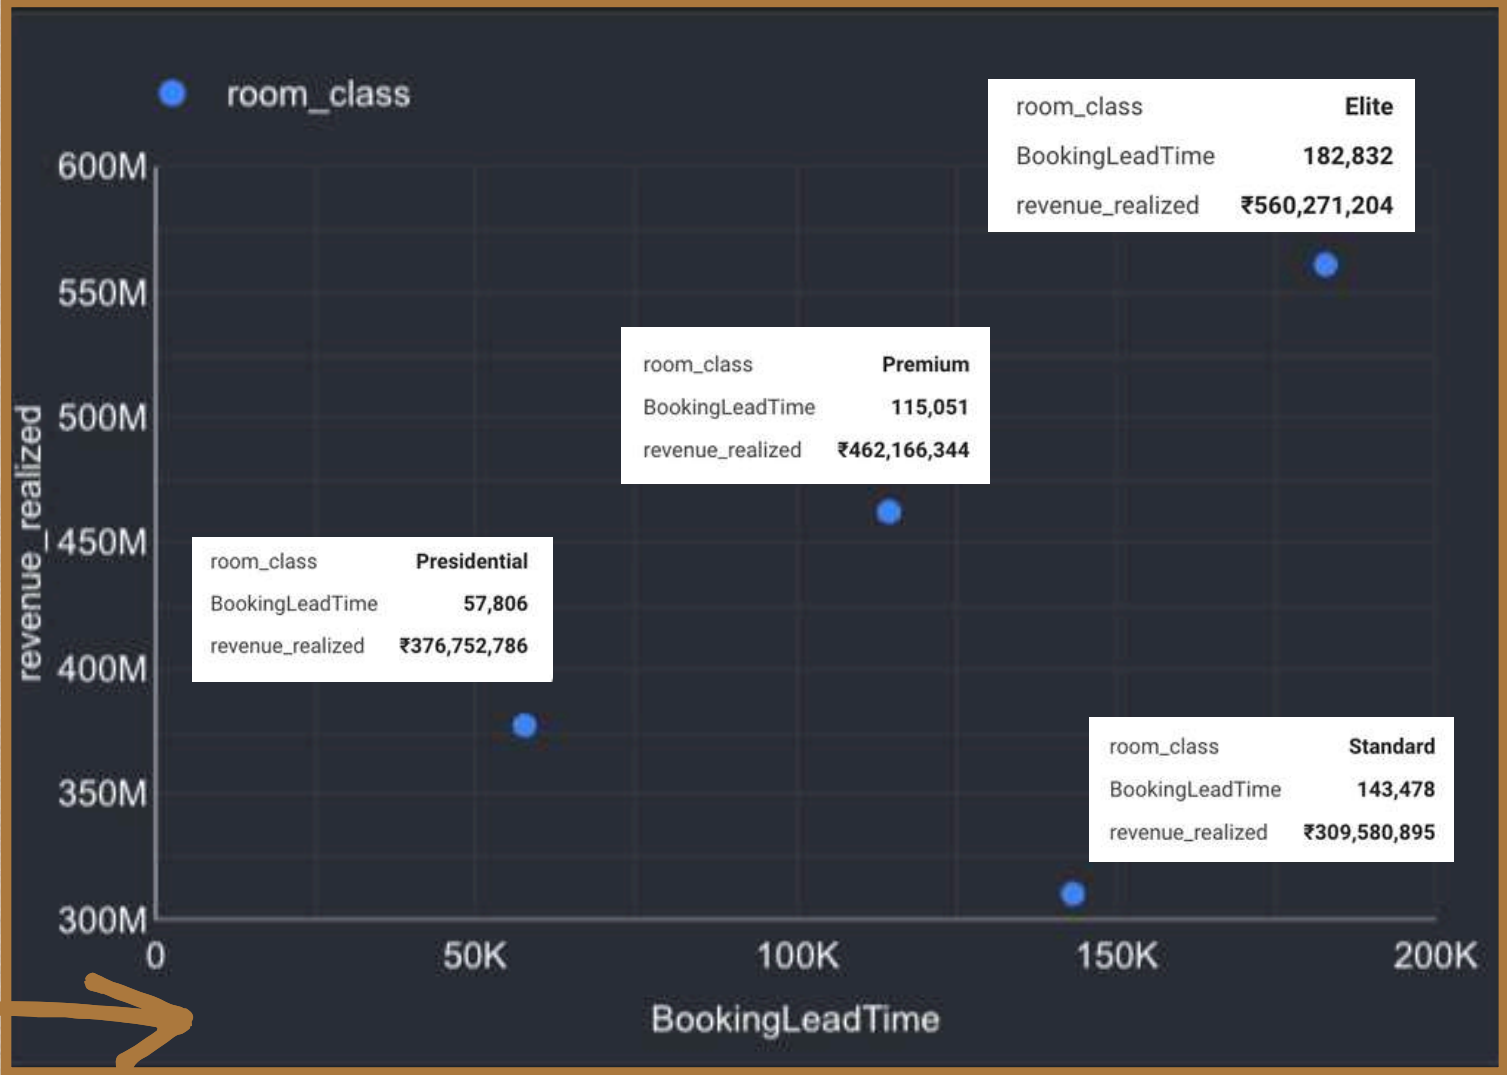 room_class
600M
550M
500M
450M
400M
350M
300M
revenue_realized
room_class Elite
BookingLeadTime 182,832
revenue_realized ₹560,271,204
room_class Premium
BookingLeadTime 115,051
revenue_realized ₹462,166,344
room_class Presidential
BookingLeadTime 57,806
revenue_realized ₹376,752,786
room_class Standard
BookingLeadTime 143,478
revenue_realized ₹309,580,895
0 50K 100K 150K 200K
BookingLeadTime